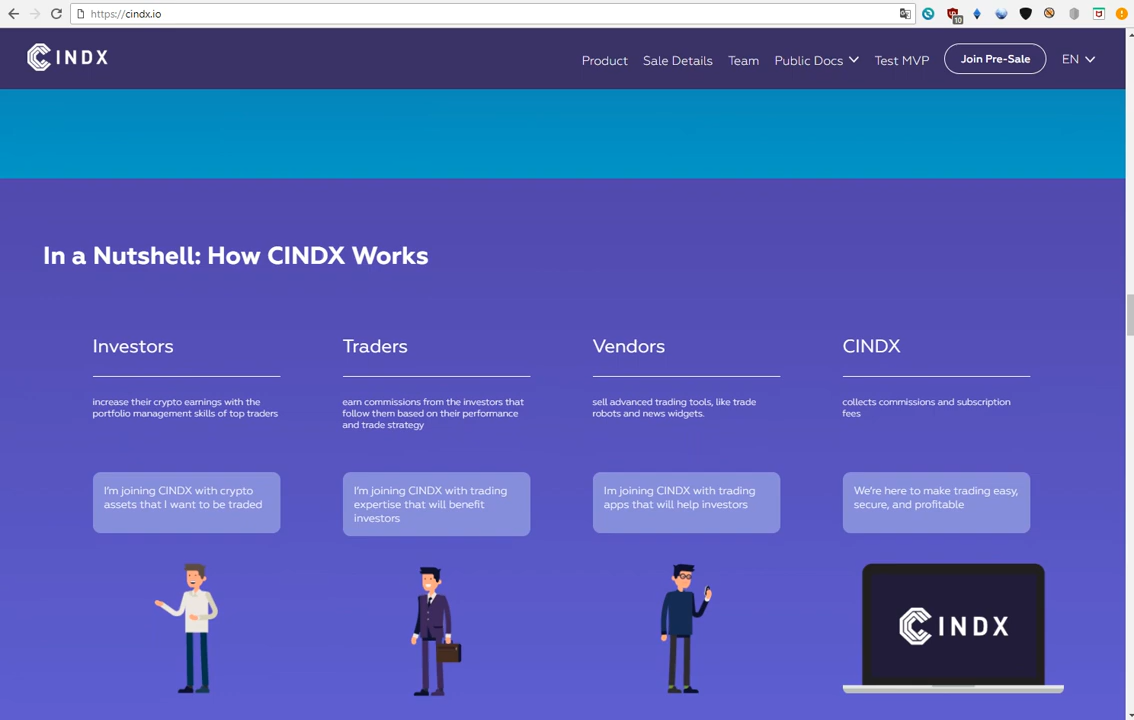 https://cindx.io
10
CINDX
Product
Sale Details
Team
Public Docs
Test MVP
Join Pre-Sale
EN
In a Nutshell: How CINDX Works
Investors
increase their crypto earnings with the
portfolio management skills of top traders
I'm joining CINDX with crypto
assets that I want to be traded
Traders
earn commissions from the investors that
follow them based on their performance
and trade strategy
I'm joining CINDX with trading
expertise that will benefit
investors
Vendors
sell advanced trading tools, like trade
robots and news widgets.
Im joining CINDX with trading
apps that will help investors
CINDX
collects commissions and subscription
fees
We're here to make trading easy,
secure, and profitable
CINDX